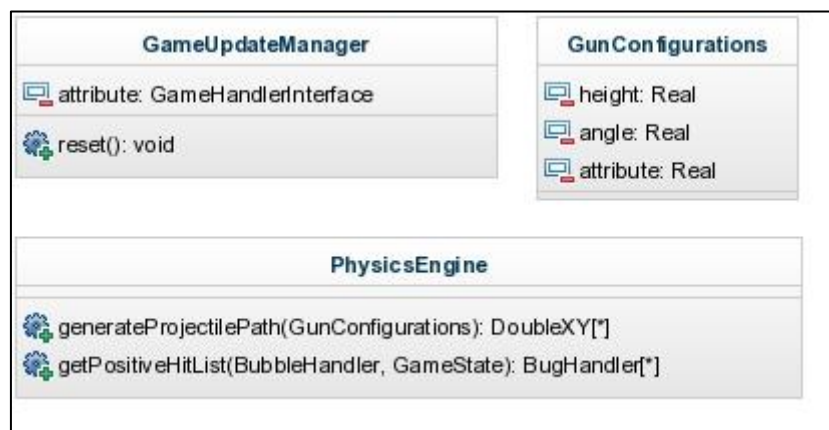 GameUpdateManager
attribute: GameHandlerInterface
reset(): void
GunConfigurations
height: Real
angle: Real
attribute: Real
PhysicsEngine
generateProjectilePath(GunConfigurations): DoubleXY[*]
getPositiveHitList(BubbleHandler, GameState): BugHandler[*]